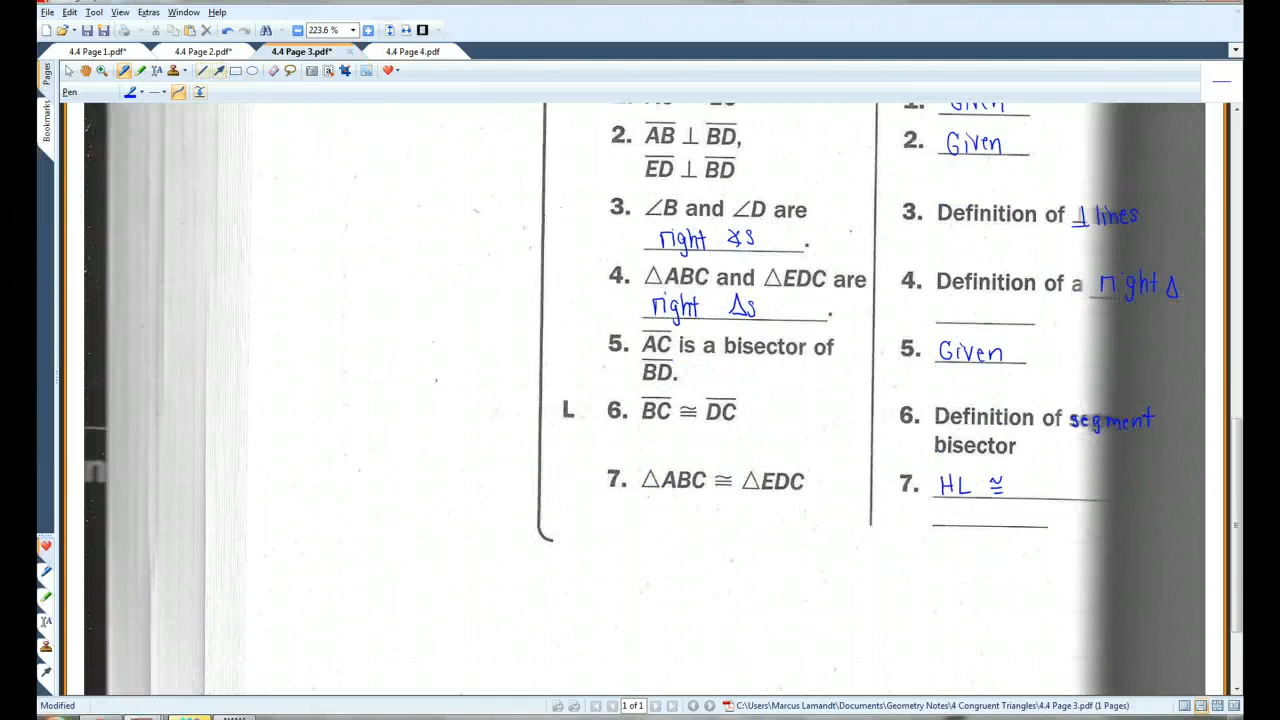 File Edit View Tool Extras Window Help
223.6 %
4.4 Page 1.pdf* 4.4 Page 2.pdf* 4.4 Page 3.pdf* 4.4 Page 4.pdf
Pen
Pages
Bookmarks
1. Given
2. AB ⊥ BD,
ED ⊥ BD
2. Given
3. ∠B and ∠D are
right ∡s.
3. Definition of ⊥ lines
4. △ABC and △EDC are
right Δs.
4. Definition of a right Δ
5. AC is a bisector of
BD.
5. Given
L 6. BC ≅ DC
6. Definition of segment
bisector
7. △ABC ≅ △EDC
7. HL ≅
Modified
1 of 1
C:\Users\Marcus Lamandt\Documents\Geometry Notes\4 Congruent Triangles\4.4 Page 3.pdf (1 Pages)